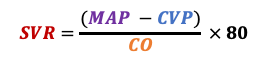 SVR = (MAP − CVP) / CO × 80